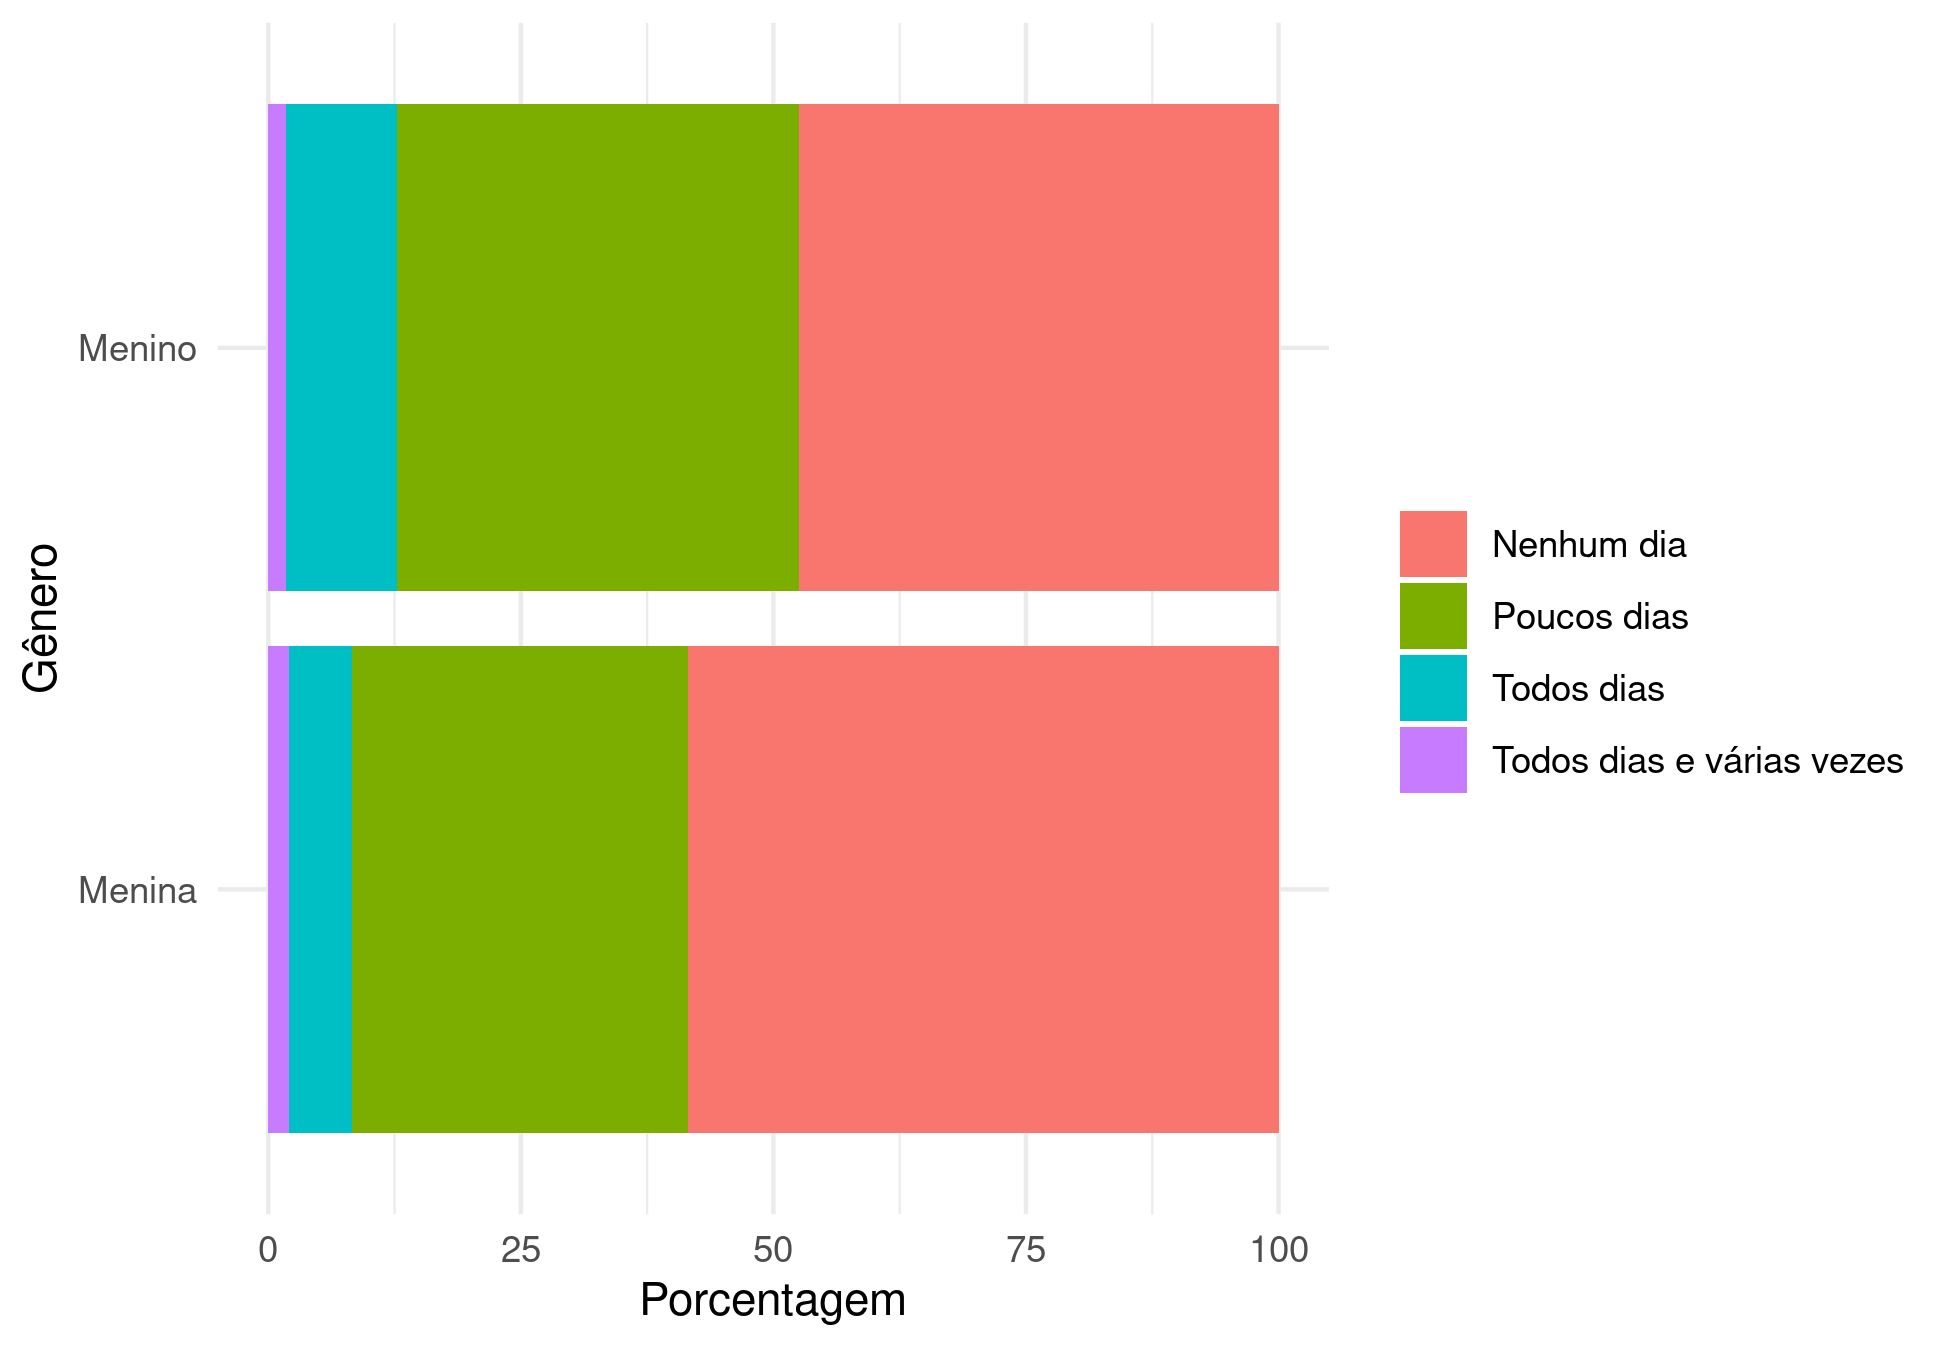 Gênero
Menino
Menina
0 25 50 75 100
Porcentagem
Nenhum dia
Poucos dias
Todos dias
Todos dias e várias vezes